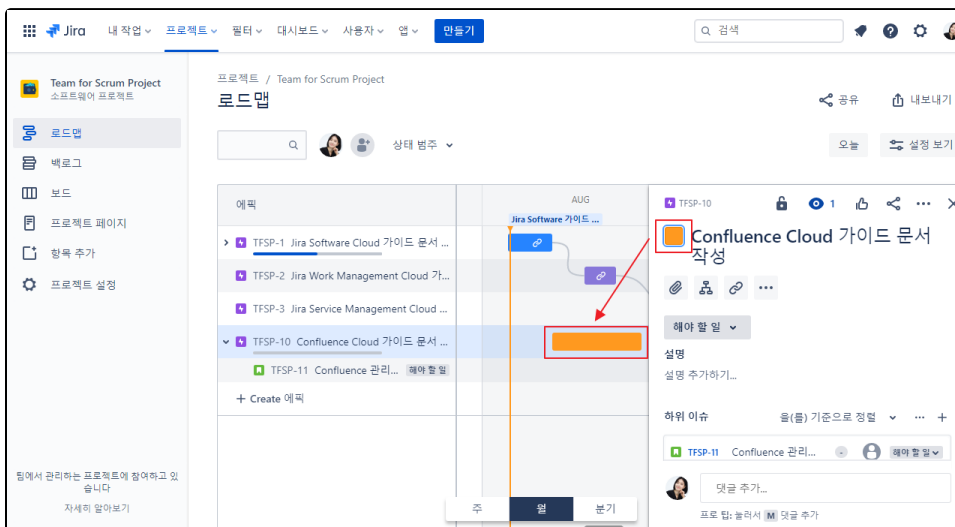 Jira 내 작업 프로젝트 필터 대시보드 사용자 앱 만들기 검색
Team for Scrum Project
소프트웨어 프로젝트
로드맵
백로그
보드
프로젝트 페이지
항목 추가
프로젝트 설정
팀에서 관리하는 프로젝트에 참여하고 있
습니다
자세히 알아보기
프로젝트 / Team for Scrum Project
로드맵
공유 내보내기
상태 범주
오늘 설정 보기
에픽
AUG
Jira Software 가이드 ...
TFSP-1 Jira Software Cloud 가이드 문서 ...
TFSP-2 Jira Work Management Cloud 가...
TFSP-3 Jira Service Management Cloud ...
TFSP-10 Confluence Cloud 가이드 문서 ...
TFSP-11 Confluence 관리... 해야 할 일
+ Create 에픽
주 월 분기
TFSP-10 1
Confluence Cloud 가이드 문서
작성
해야 할 일
설명
설명 추가하기...
하위 이슈 을(를) 기준으로 정렬
TFSP-11 Confluence 관리... - 해야 할 일
댓글 추가...
프로 팁: 눌러서 M 댓글 추가